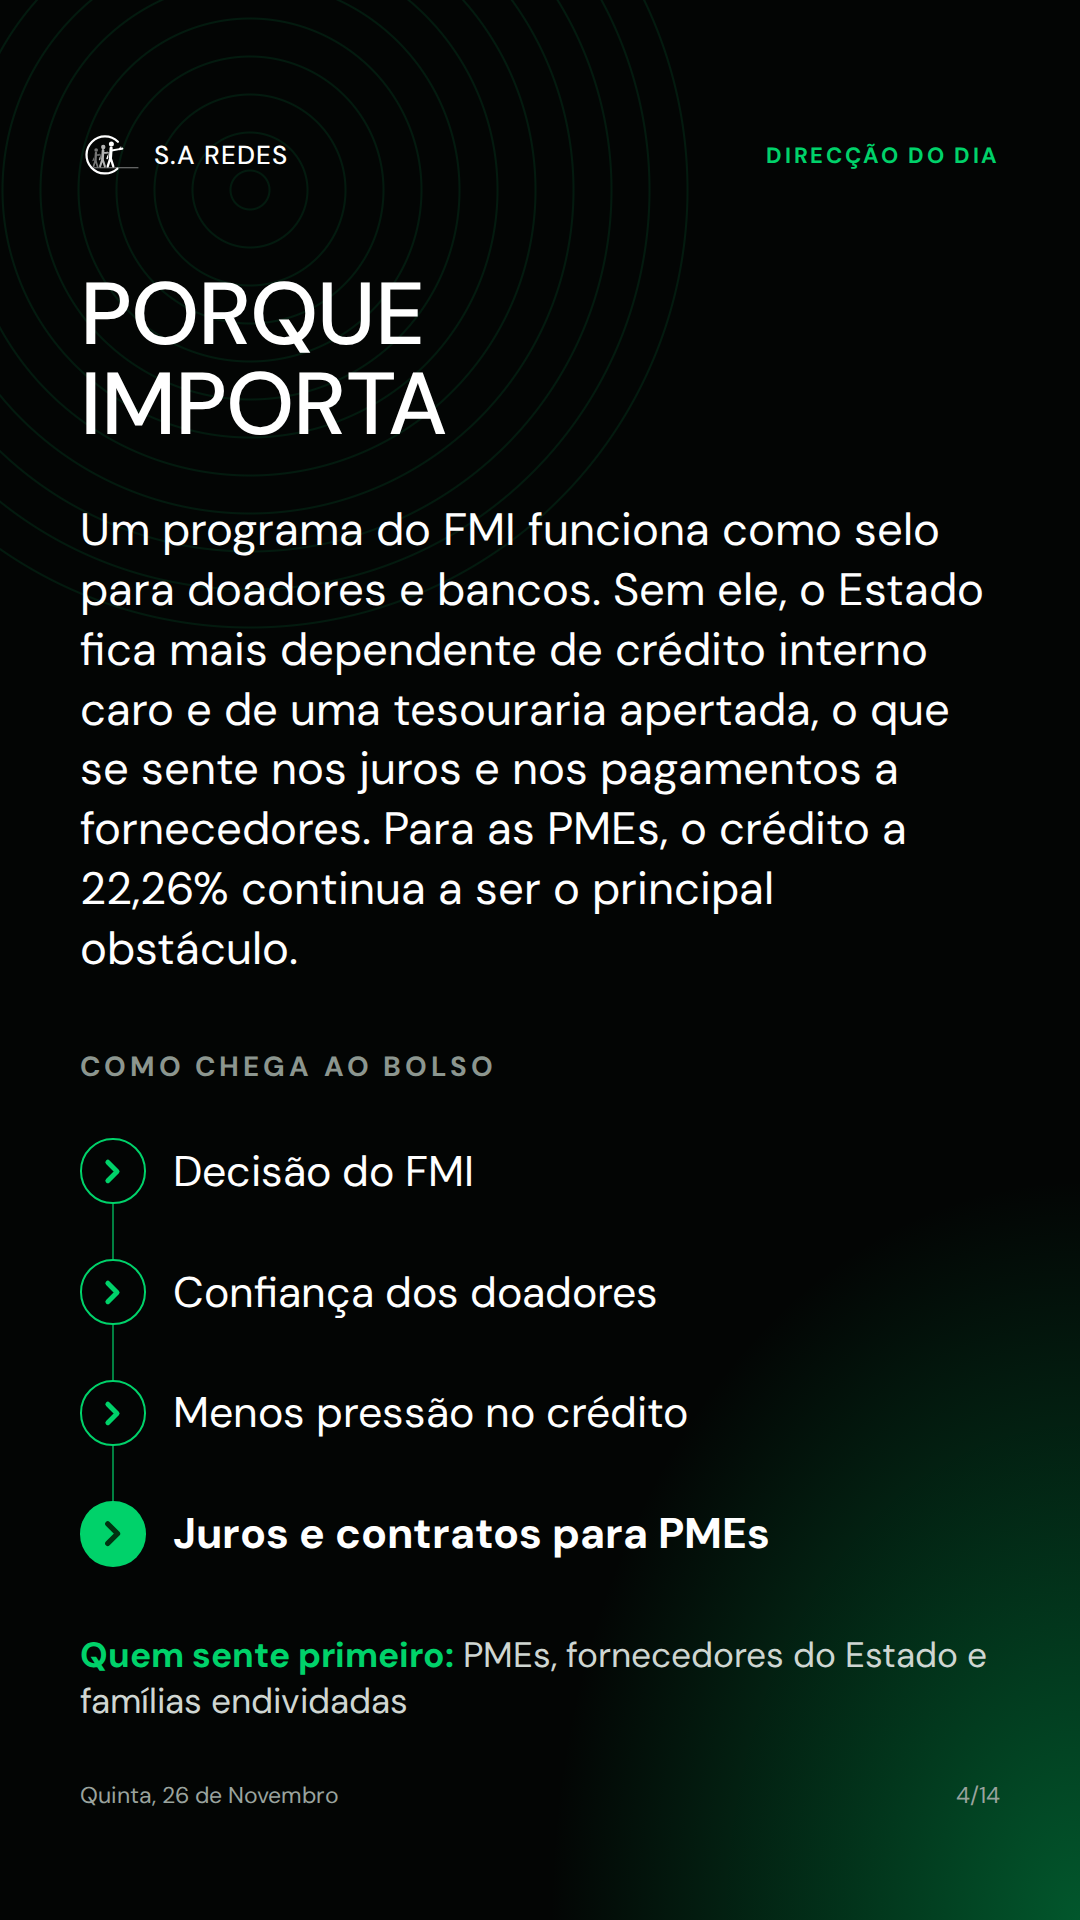 S.A REDES
DIRECÇÃO DO DIA
PORQUE
IMPORTA
Um programa do FMI funciona como selo
para doadores e bancos. Sem ele, o Estado
fica mais dependente de crédito interno
caro e de uma tesouraria apertada, o que
se sente nos juros e nos pagamentos a
fornecedores. Para as PMEs, o crédito a
22,26% continua a ser o principal
obstáculo.
COMO CHEGA AO BOLSO
Decisão do FMI
Confiança dos doadores
Menos pressão no crédito
Juros e contratos para PMEs
Quem sente primeiro: PMEs, fornecedores do Estado e
famílias endividadas
Quinta, 26 de Novembro
4/14